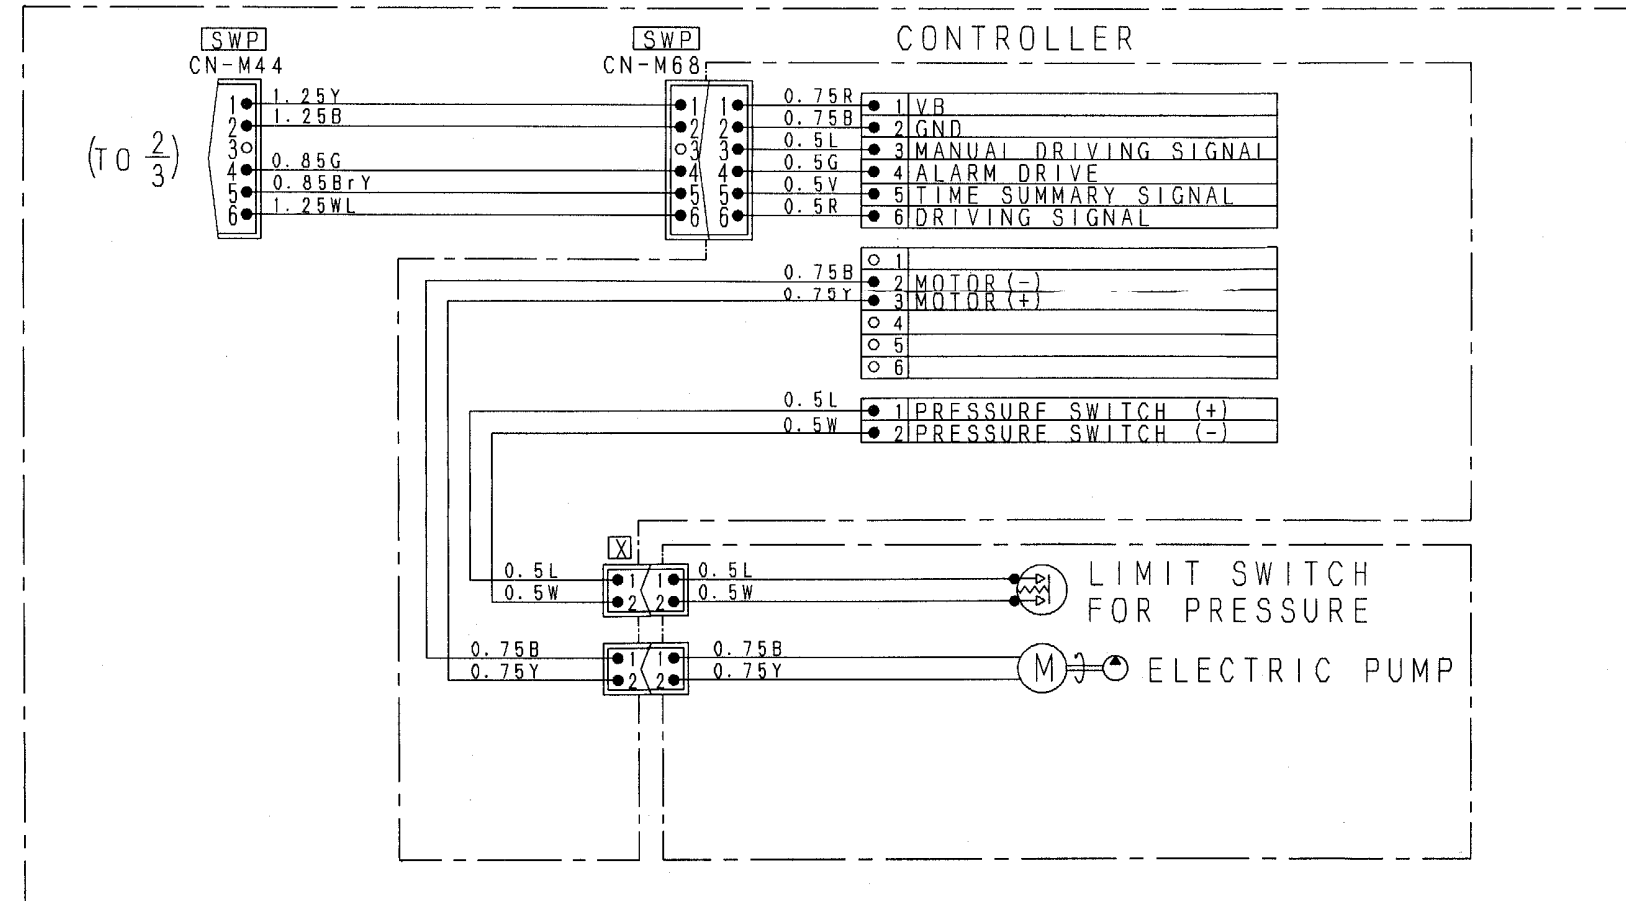 CONTROLLER
SWP
CN-M44
SWP
CN-M68
(TO 2/3)
1 1.25Y 1 1 0.75R 1 VB
2 1.25B 2 2 0.75B 2 GND
3 3 3 0.5L 3 MANUAL DRIVING SIGNAL
4 0.85G 4 4 0.5G 4 ALARM DRIVE
5 0.85BrY 5 5 0.5V 5 TIME SUMMARY SIGNAL
6 1.25WL 6 6 0.5R 6 DRIVING SIGNAL
1
0.75B 2 MOTOR(-)
0.75Y 3 MOTOR(+)
4
5
6
0.5L 1 PRESSURE SWITCH (+)
0.5W 2 PRESSURE SWITCH (-)
X
0.5L 1 1 0.5L
0.5W 2 2 0.5W
LIMIT SWITCH
FOR PRESSURE
0.75B 1 1 0.75B
0.75Y 2 2 0.75Y
M
ELECTRIC PUMP